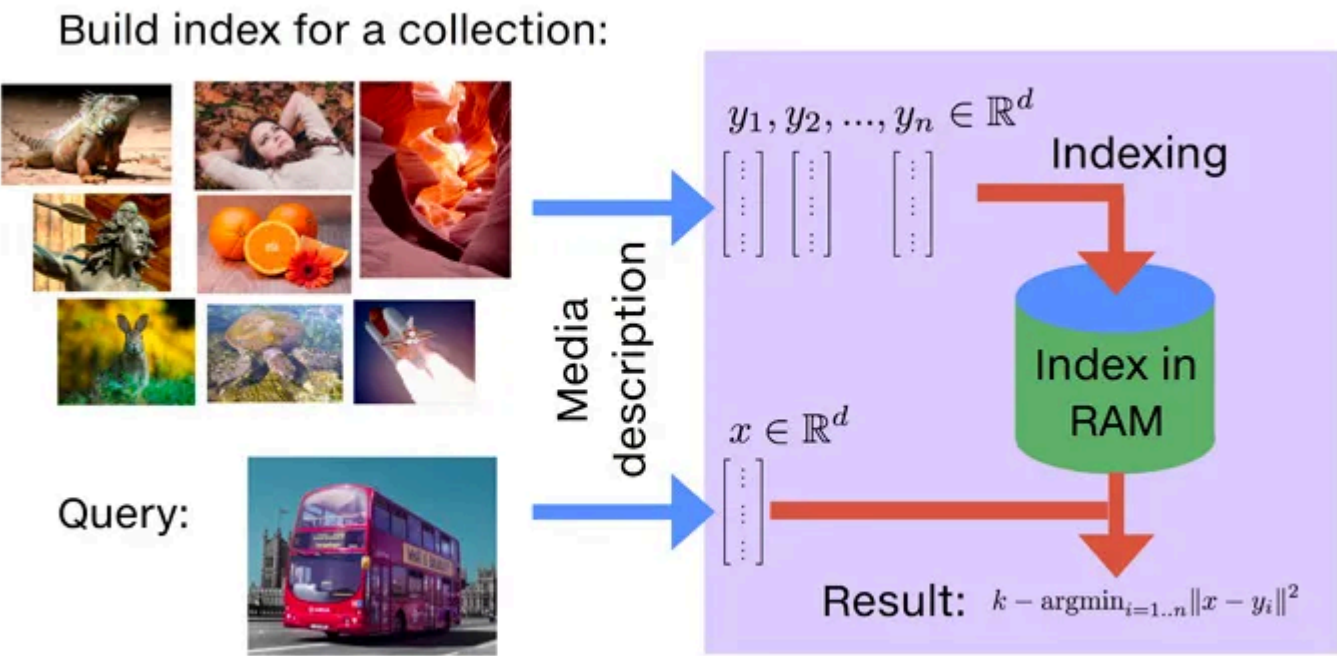 Build index for a collection:
y₁, y₂, ..., yₙ ∈ ℝᵈ
Indexing
Media
description
Index in
RAM
x ∈ ℝᵈ
Query:
Result: k − argminᵢ₌₁..ₙ‖x − yᵢ‖²